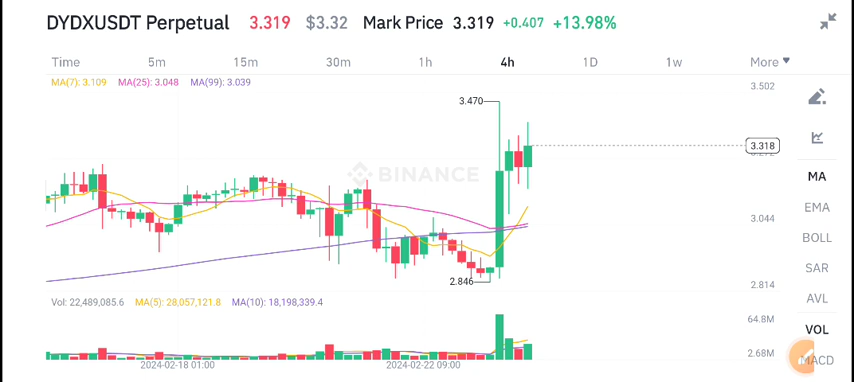 DYDXUSDT Perpetual 3.319 $3.32 Mark Price 3.319 +0.407 +13.98%
Time 5m 15m 30m 1h 4h 1D 1w More
MA(7): 3.109 MA(25): 3.048 MA(99): 3.039
3.502
3.470
3.318
BINANCE
MA
EMA
3.044
BOLL
SAR
2.846
2.814
AVL
Vol: 22,489,085.6 MA(5): 28,057,121.8 MA(10): 18,198,339.4
64.8M
VOL
2.68M
MACD
2024-02-18 01:00 2024-02-22 09:00